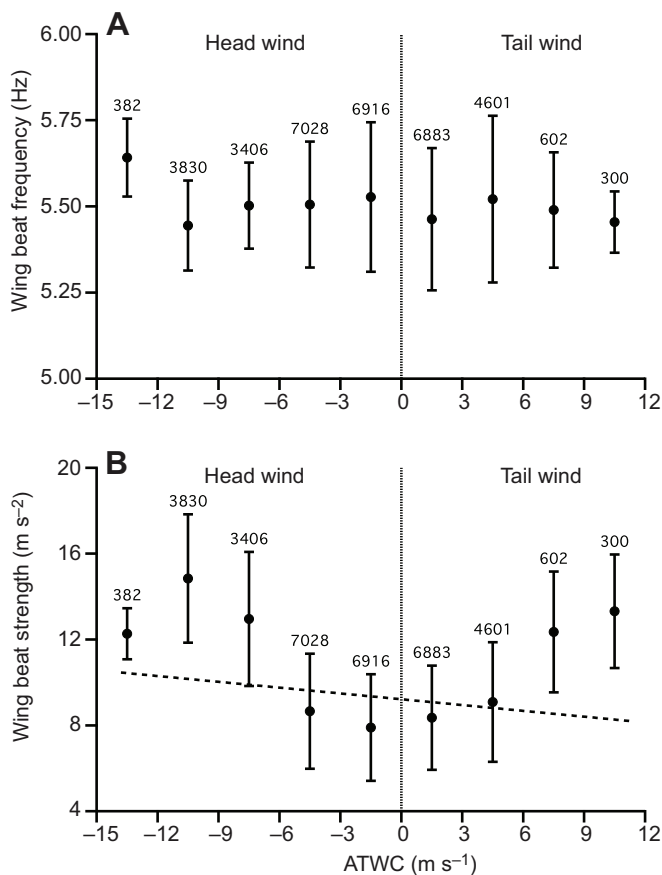 A
Head wind
Tail wind
Wing beat frequency (Hz)
6.00
5.75
5.50
5.25
5.00
382
3830
3406
7028
6916
6883
4601
602
300
–15 –12 –9 –6 –3 0 3 6 9 12
B
Head wind
Tail wind
Wing beat strength (m s–2)
20
16
12
8
4
382
3830
3406
7028
6916
6883
4601
602
300
–15 –12 –9 –6 –3 0 3 6 9 12
ATWC (m s–1)